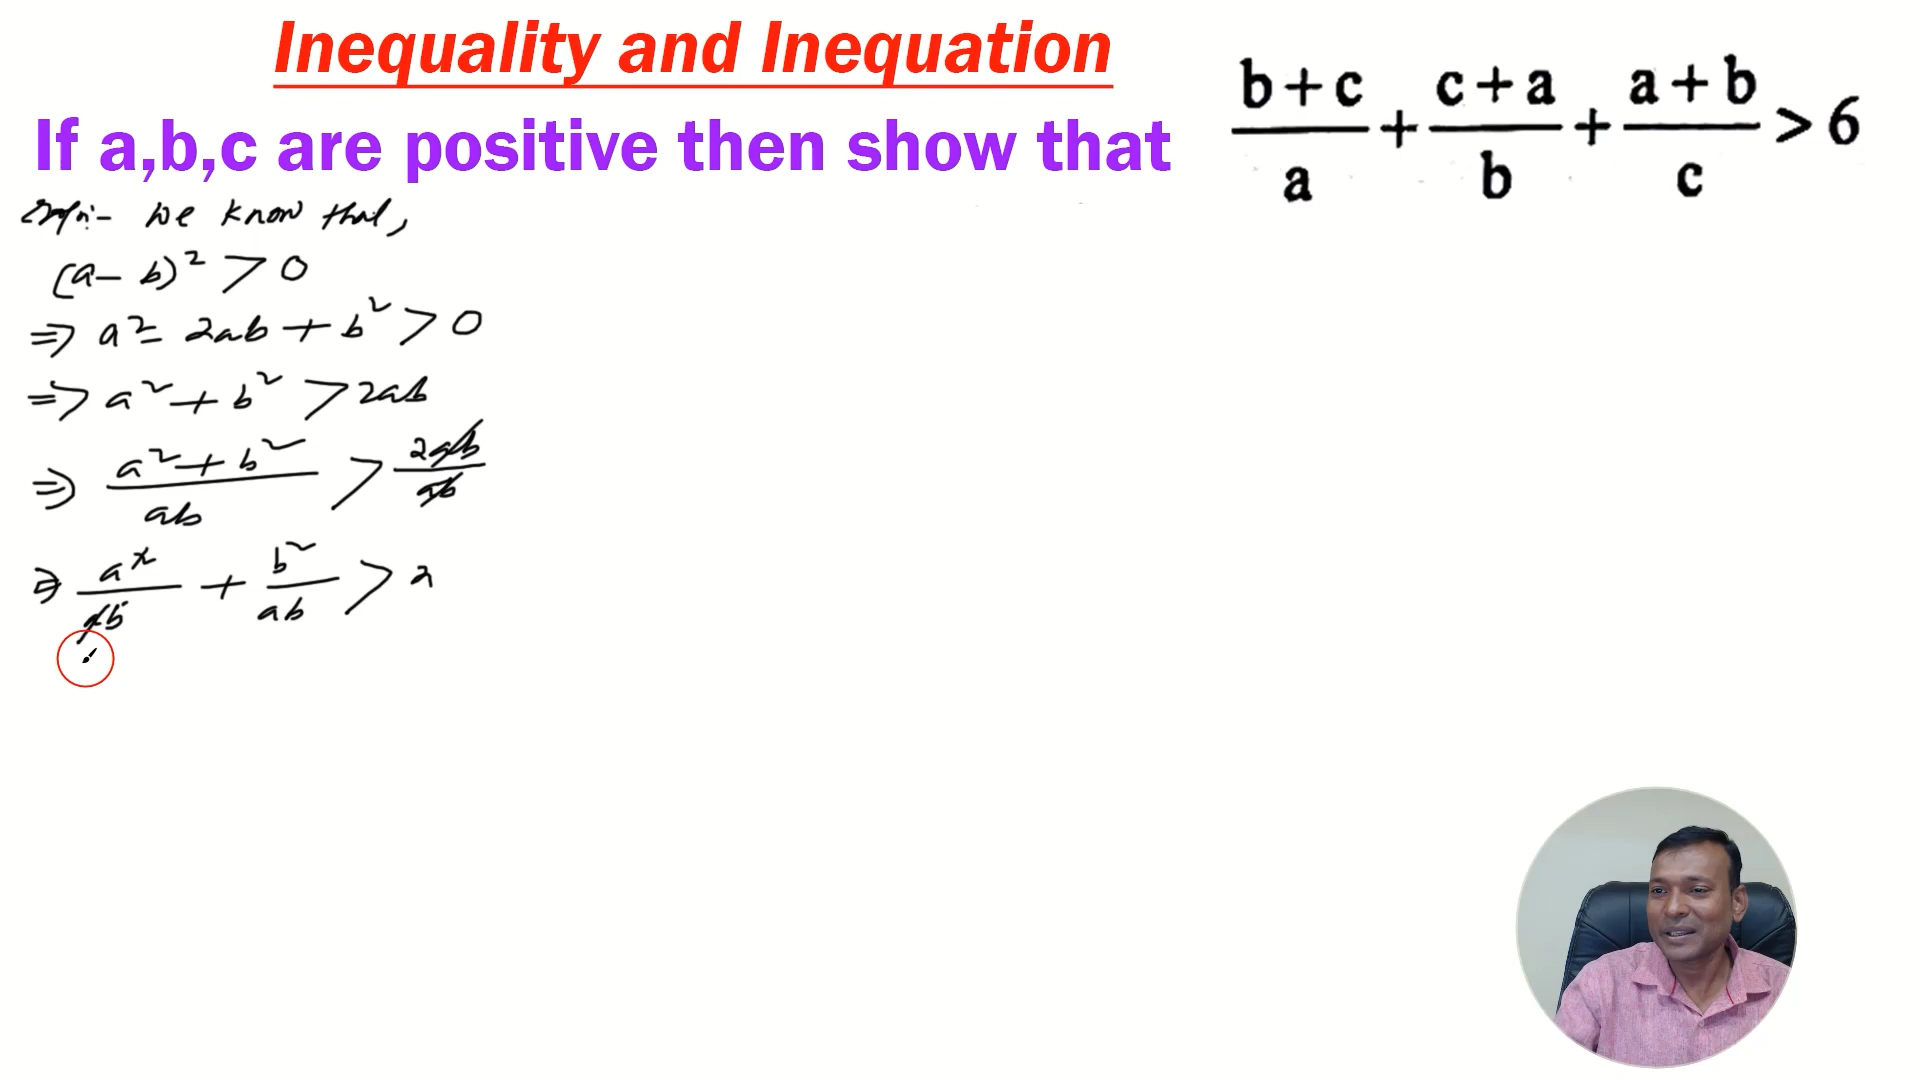 Inequality and Inequation
If a,b,c are positive then show that
b+c/a + c+a/b + a+b/c > 6
Soln:- we know that,
(a-b)² > 0
⇒ a² - 2ab + b² > 0
⇒ a² + b² > 2ab
⇒ a²+b²/ab > 2ab/ab
⇒ a²/ab + b²/ab > 2